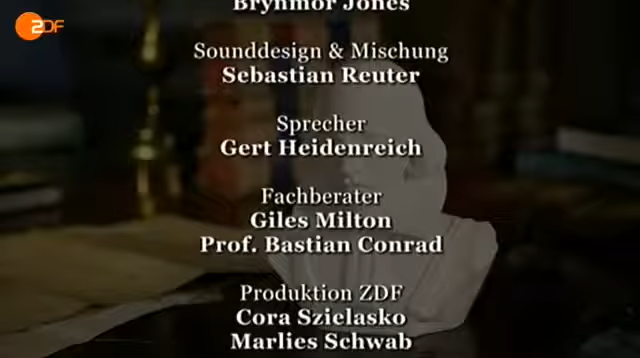 ZDF
Brynmor Jones
Sounddesign & Mischung
Sebastian Reuter
Sprecher
Gert Heidenreich
Fachberater
Giles Milton
Prof. Bastian Conrad
Produktion ZDF
Cora Szielasko
Marlies Schwab